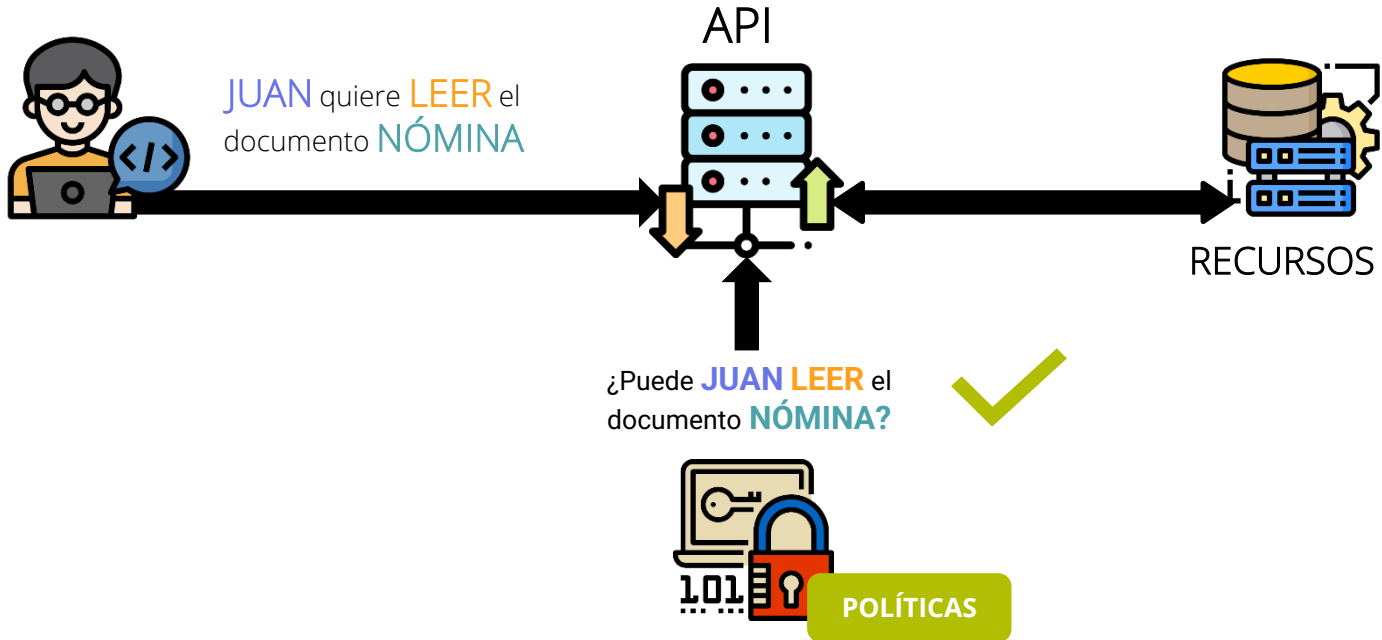 API
JUAN quiere LEER el
documento NÓMINA
</>
RECURSOS
¿Puede JUAN LEER el
documento NÓMINA?
101
POLÍTICAS